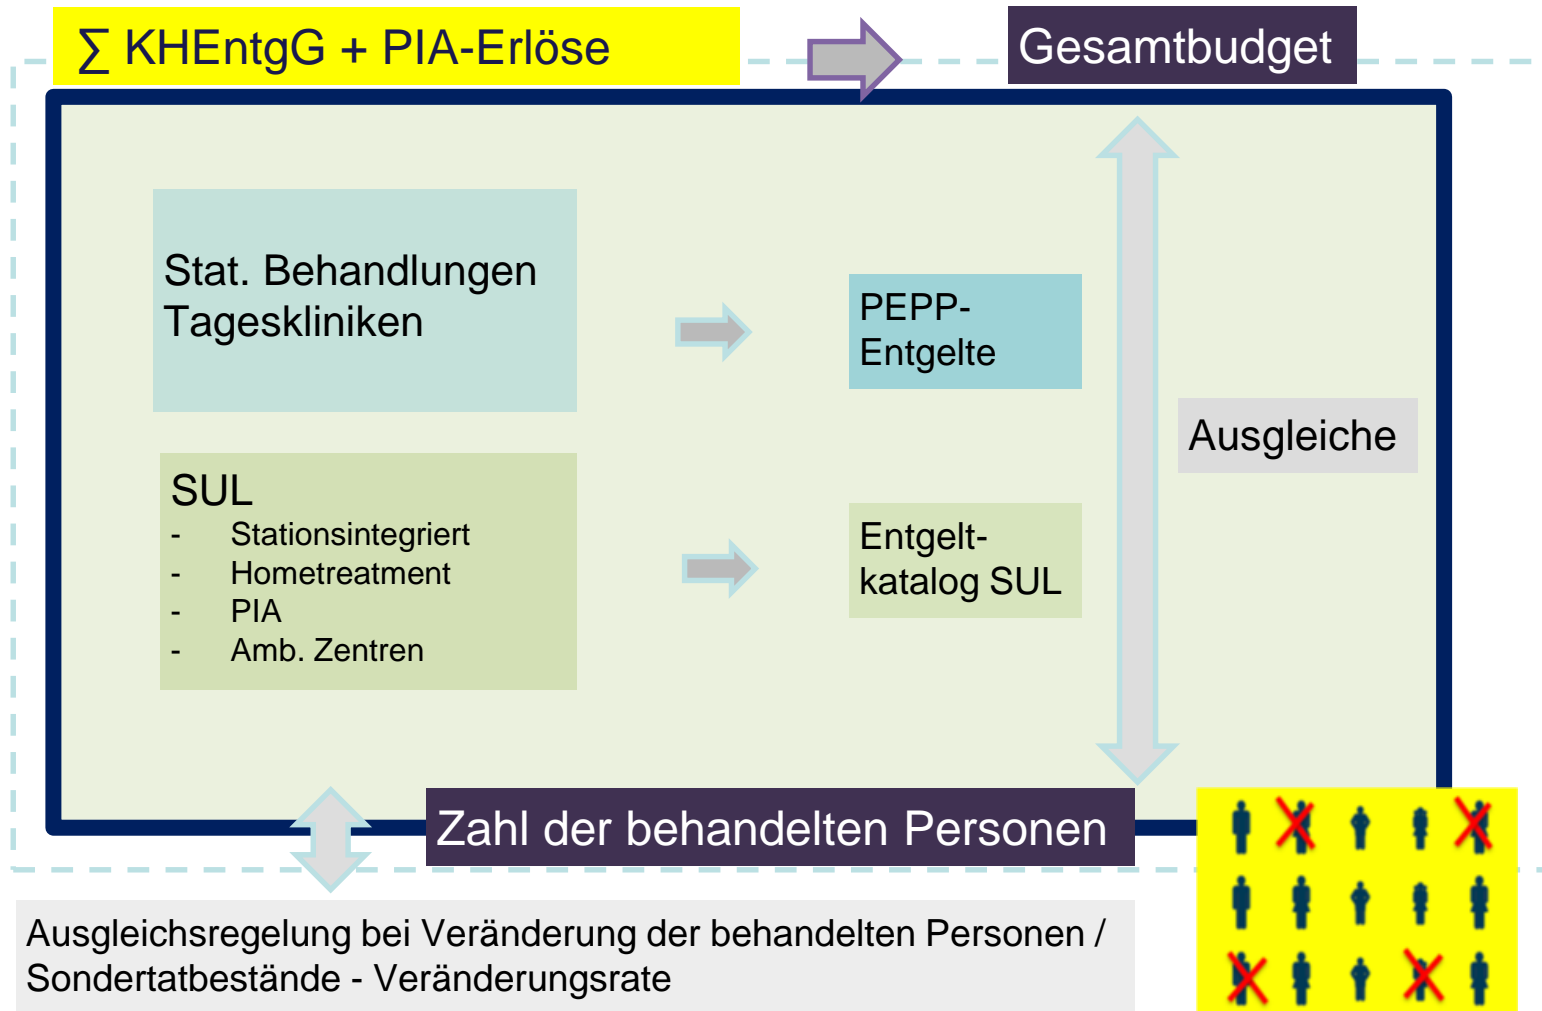 ∑ KHEntgG + PIA-Erlöse
Gesamtbudget
Stat. Behandlungen
Tageskliniken
PEPP-
Entgelte
Ausgleiche
SUL
- Stationsintegriert
- Hometreatment
- PIA
- Amb. Zentren
Entgelt-
katalog SUL
Zahl der behandelten Personen
Ausgleichsregelung bei Veränderung der behandelten Personen /
Sondertatbestände - Veränderungsrate